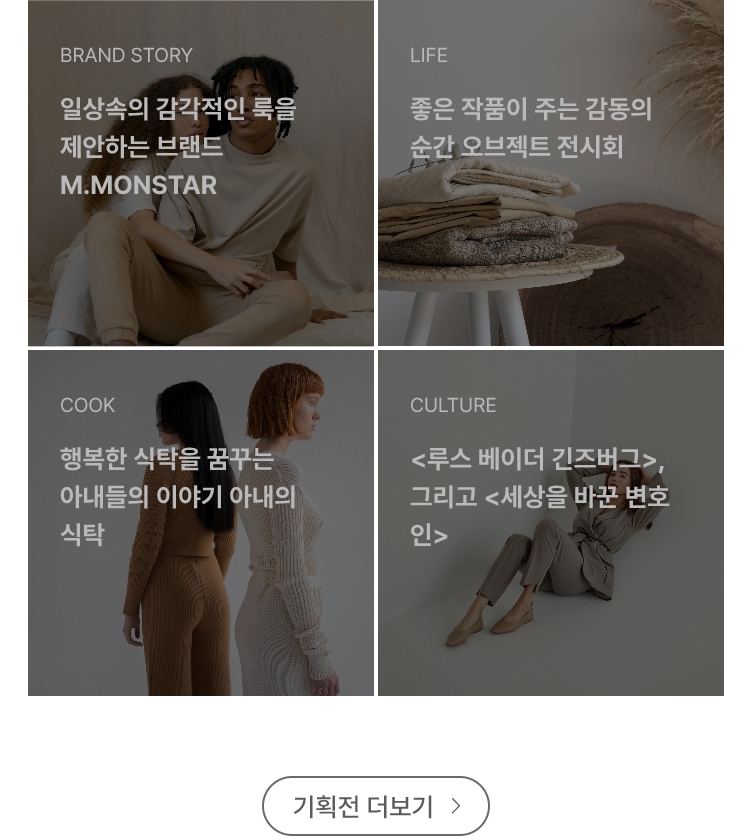 BRAND STORY
일상속의 감각적인 룩을
제안하는 브랜드
M.MONSTAR
LIFE
좋은 작품이 주는 감동의
순간 오브젝트 전시회
COOK
행복한 식탁을 꿈꾸는
아내들의 이야기 아내의
식탁
CULTURE
<루스 베이더 긴즈버그>,
그리고 <세상을 바꾼 변호
인>
기획전 더보기